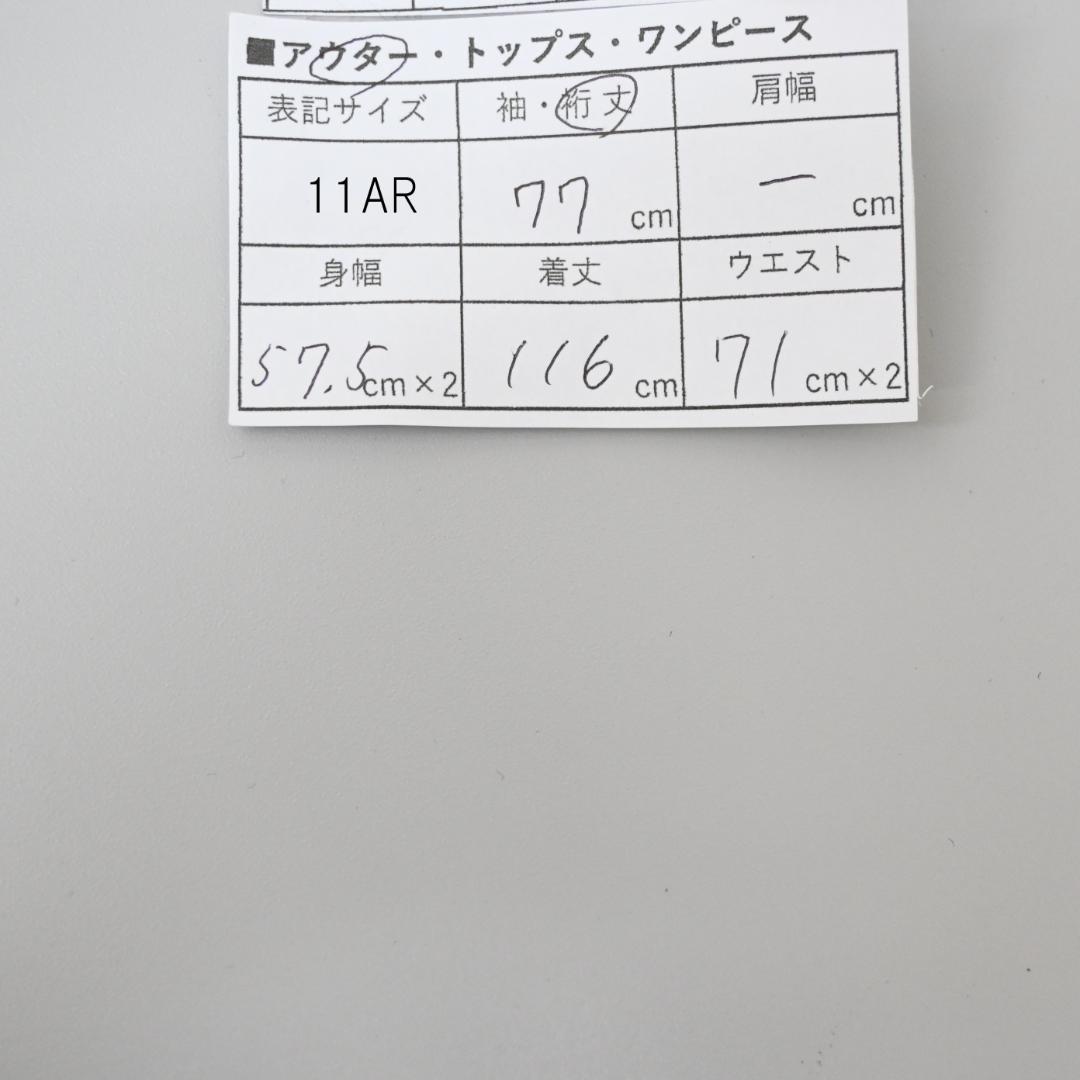 ■アウター・トップス・ワンピース
表記サイズ 袖・裄丈 肩幅
11AR 77 cm ー cm
身幅 着丈 ウエスト
57.5cm×2 116 cm 71 cm×2